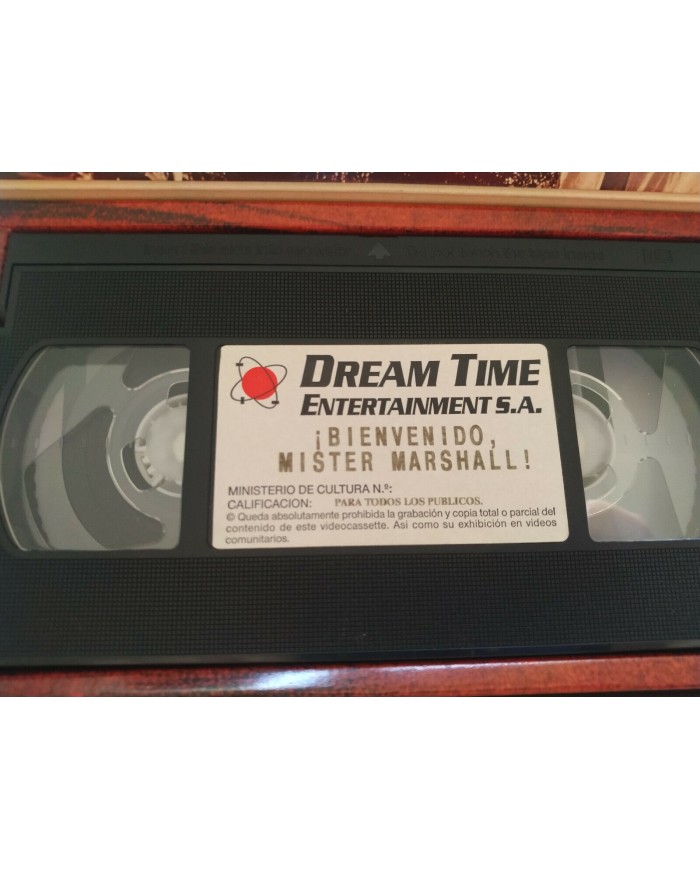 DREAM TIME
ENTERTAINMENT S.A.
¡BIENVENIDO,
MISTER MARSHALL!
MINISTERIO DE CULTURA N.º:
CALIFICACION: PARA TODOS LOS PUBLICOS.
© Queda absolutamente prohibida la grabación y copia total o parcial del
contenido de este videocassette. Asi como su exhibición en videos
comunitarios.